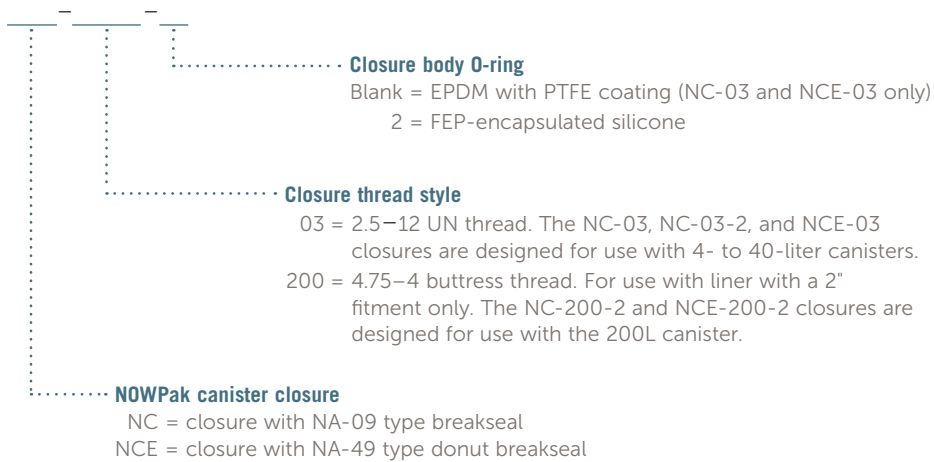 – –
Closure body O-ring
Blank = EPDM with PTFE coating (NC-03 and NCE-03 only)
2 = FEP-encapsulated silicone
Closure thread style
03 = 2.5–12 UN thread. The NC-03, NC-03-2, and NCE-03
closures are designed for use with 4- to 40-liter canisters.
200 = 4.75–4 buttress thread. For use with liner with a 2"
fitment only. The NC-200-2 and NCE-200-2 closures are
designed for use with the 200L canister.
NOWPak canister closure
NC = closure with NA-09 type breakseal
NCE = closure with NA-49 type donut breakseal